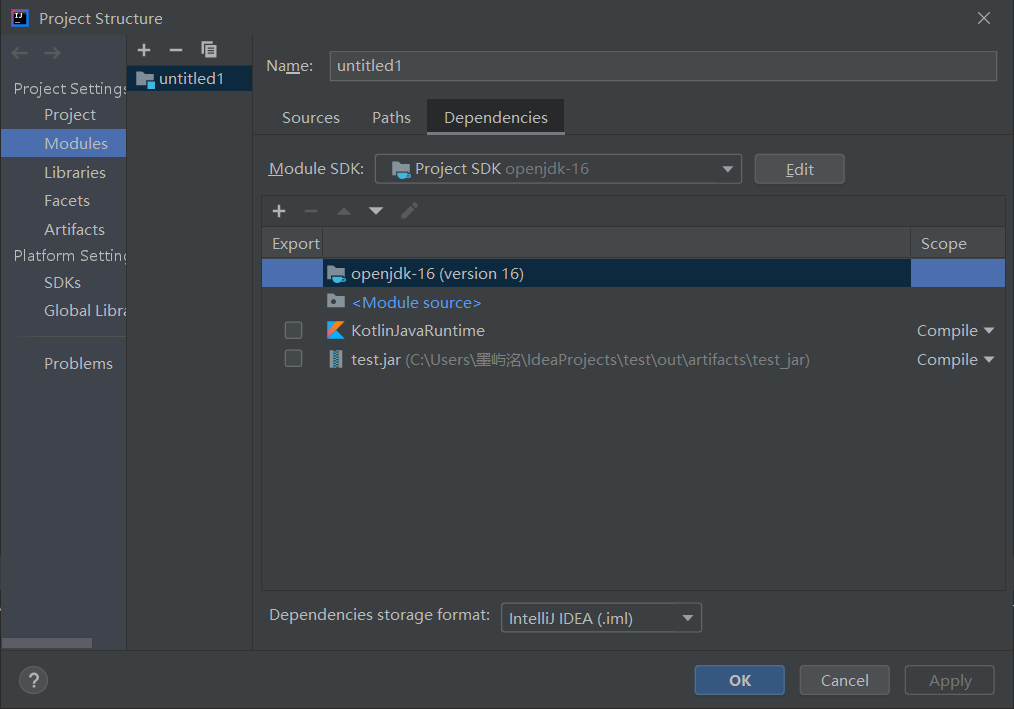 Project Structure
Project Settings
Project
Modules
Libraries
Facets
Artifacts
Platform Setting
SDKs
Global Libra
Problems
untitled1
Name: untitled1
Sources Paths Dependencies
Module SDK: Project SDK openjdk-16 Edit
Export Scope
openjdk-16 (version 16)
<Module source>
KotlinJavaRuntime Compile
test.jar (C:\Users\墨屿洺\IdeaProjects\test\out\artifacts\test_jar) Compile
Dependencies storage format: IntelliJ IDEA (.iml)
? OK Cancel Apply